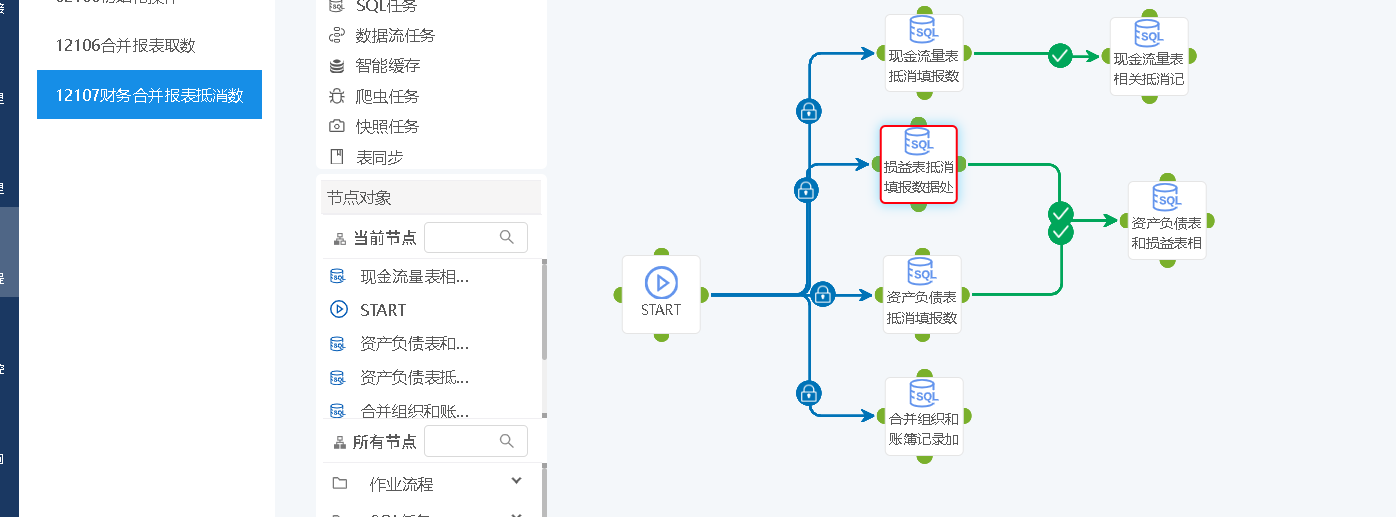 12106合并报表取数
12107财务合并报表抵消数
SQL任务
数据流任务
智能缓存
爬虫任务
快照任务
表同步
节点对象
当前节点
现金流量表相...
START
资产负债表和...
资产负债表抵...
合并组织和账...
所有节点
作业流程
SQL任务
START
SQL
现金流量表
抵消填报数
SQL
现金流量表
相关抵消记
SQL
损益表抵消
填报数据处
SQL
资产负债表
和损益表相
SQL
资产负债表
抵消填报数
SQL
合并组织和
账簿记录加